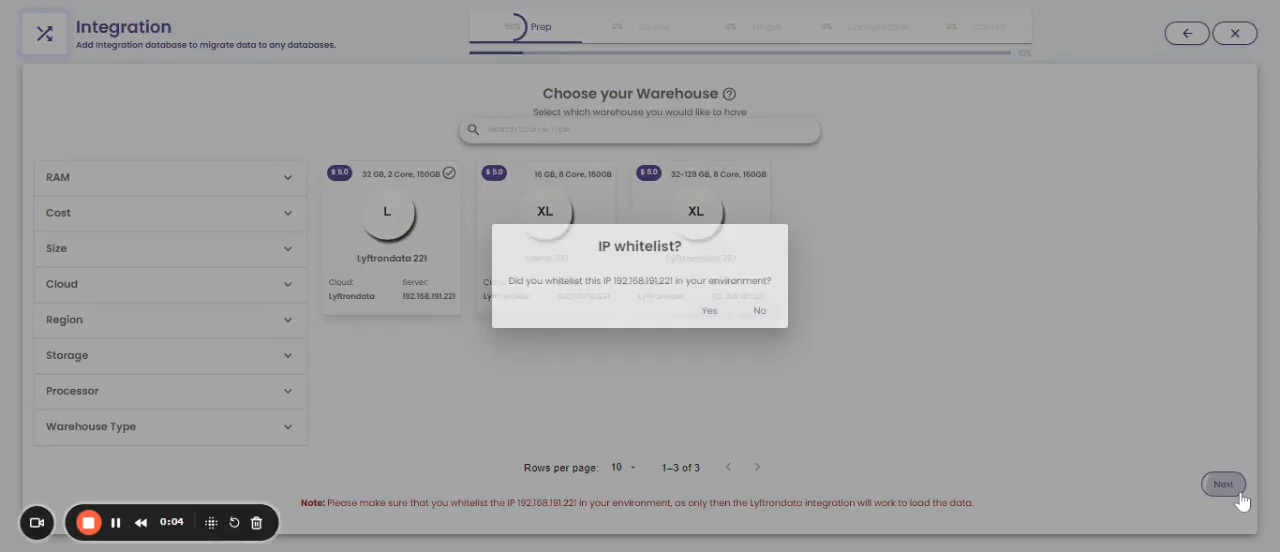 Integration
Add Integration database to migrate data to any databases.
50% Prep 0% Source 0% Target 0% Configuration 0% Confirm
10%
Choose your Warehouse
Select which warehouse you would like to have
Search Source Type
RAM
Cost
Size
Cloud
Region
Storage
Processor
Warehouse Type
$ 5.0 32 GB, 2 Core, 150GB
L
Lyftrondata 221
Cloud: Server:
Lyftrondata 192.168.191.221
$ 5.0 16 GB, 8 Core, 150GB
XL
$ 5.0 32-128 GB, 8 Core, 150GB
XL
IP whitelist?
Did you whitelist this IP 192.168.191.221 in your environment?
Yes No
Rows per page: 10 1–3 of 3
Next
Note: Please make sure that you whitelist the IP 192.168.191.221 in your environment, as only then the Lyftrondata integration will work to load the data.
0:04